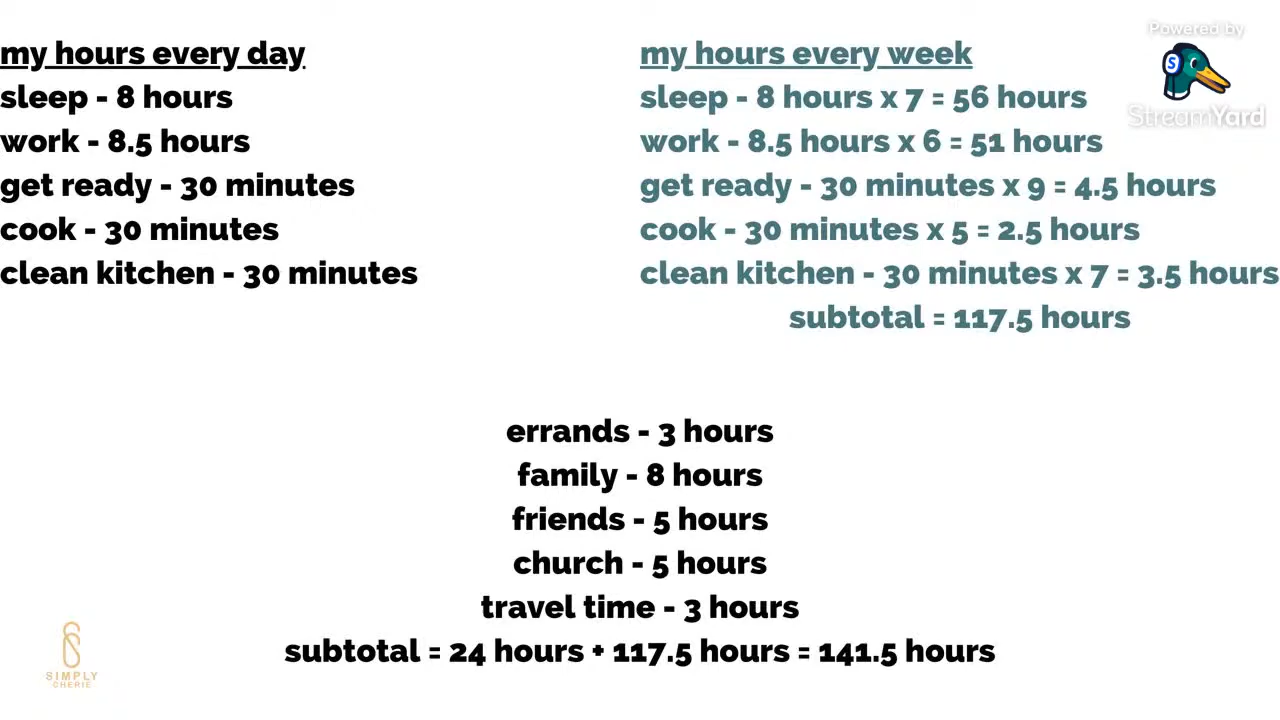 my hours every day
sleep - 8 hours
work - 8.5 hours
get ready - 30 minutes
cook - 30 minutes
clean kitchen - 30 minutes
my hours every week
sleep - 8 hours x 7 = 56 hours
work - 8.5 hours x 6 = 51 hours
get ready - 30 minutes x 9 = 4.5 hours
cook - 30 minutes x 5 = 2.5 hours
clean kitchen - 30 minutes x 7 = 3.5 hours
subtotal = 117.5 hours
Powered by
S
StreamYard
errands - 3 hours
family - 8 hours
friends - 5 hours
church - 5 hours
travel time - 3 hours
subtotal = 24 hours + 117.5 hours = 141.5 hours
SIMPLY
CHERIE